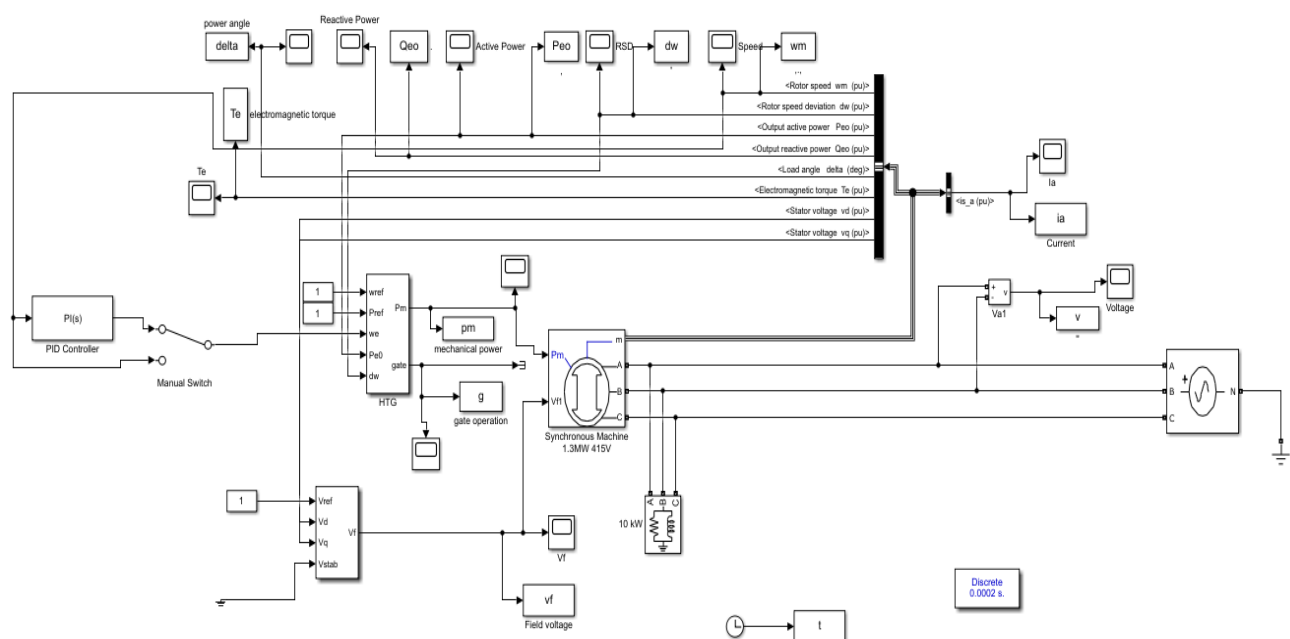 power angle
Reactive Power
delta
Qeo
Active Power
Peo
RSD
dw
Speed
wm
Te
electromagnetic torque
<Rotor speed wm (pu)>
<Rotor speed deviation dw (pu)>
<Output active power Peo (pu)>
<Output reactive power Qeo (pu)>
<Load angle delta (deg)>
<Electromagnetic torque Te (pu)>
<Stator voltage vd (pu)>
<Stator voltage vq (pu)>
Te
Ia
<is_a (pu)>
ia
Current
1
wref
1
Pref
we
Pe0
dw
Pm
gate
HTG
pm
mechanical power
g
gate operation
PI(s)
PID Controller
Manual Switch
Pm
m
A
B
C
Vf1
Synchronous Machine
1.3MW 415V
+
-
v
Va1
Voltage
v
A
B
C
+
N
A
B
C
10 kW
1
Vref
Vd
Vq
Vstab
Vf
Vf
vf
Field voltage
Discrete
0.0002 s.
t